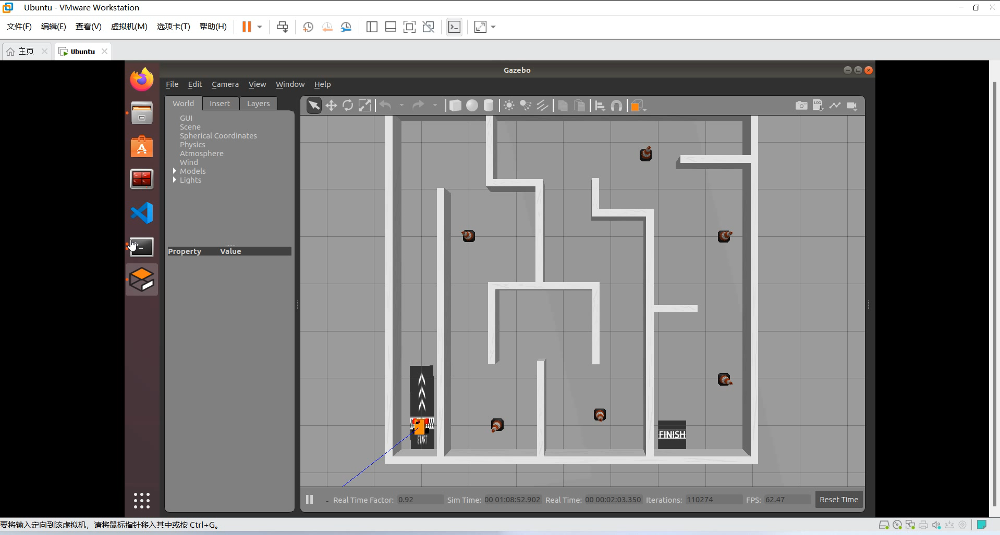 Ubuntu - VMware Workstation
文件(F) 编辑(E) 查看(V) 虚拟机(M) 选项卡(T) 帮助(H)
主页 Ubuntu
Gazebo
File Edit Camera View Window Help
World Insert Layers
GUI
Scene
Spherical Coordinates
Physics
Atmosphere
Wind
Models
Lights
Property Value
LOG
START
FINISH
Real Time Factor: 0.92 Sim Time: 00 01:08:52.902 Real Time: 00 00:02:03.350 Iterations: 110274 FPS: 62.47 Reset Time
要将输入定向到该虚拟机，请将鼠标指针移入其中或按 Ctrl+G。